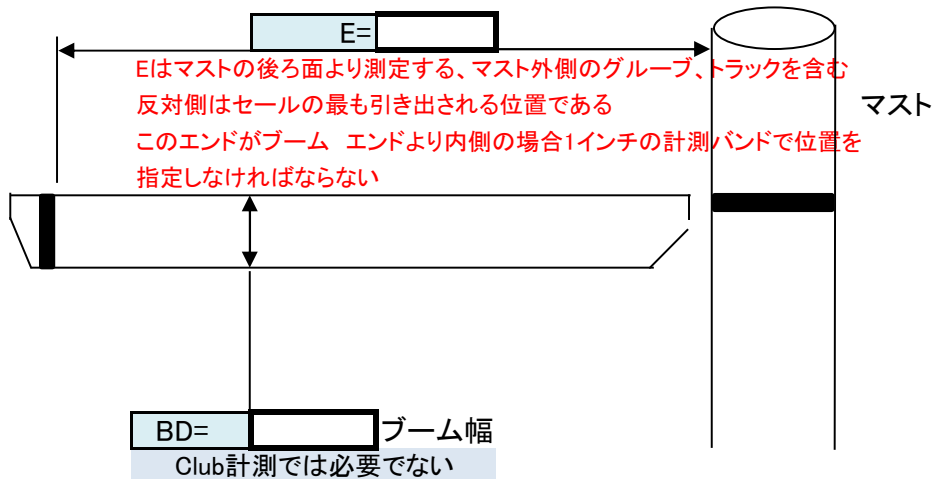 E=
Eはマストの後ろ面より測定する、マスト外側のグルーブ、トラックを含む
反対側はセールの最も引き出される位置である
このエンドがブーム　エンドより内側の場合1インチの計測バンドで位置を
指定しなければならない
マスト
BD=
ブーム幅
Club計測では必要でない